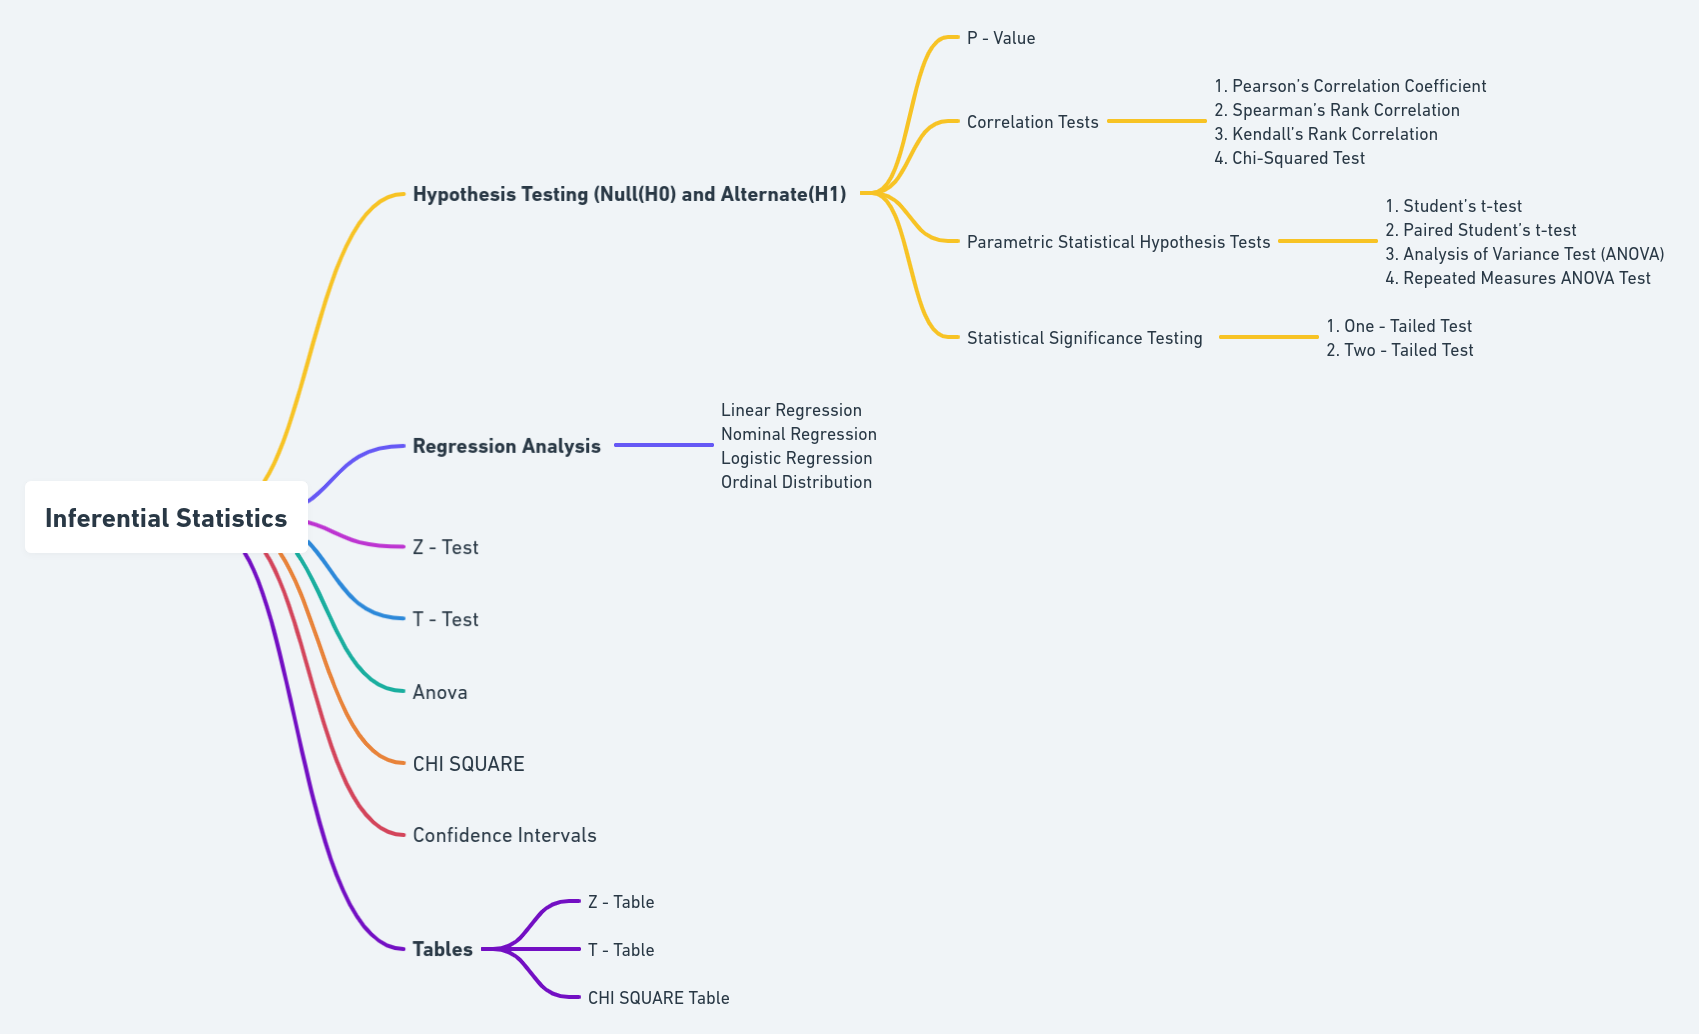 Inferential Statistics
Hypothesis Testing (Null(H0) and Alternate(H1)
P - Value
Correlation Tests
1. Pearson's Correlation Coefficient
2. Spearman's Rank Correlation
3. Kendall's Rank Correlation
4. Chi-Squared Test
Parametric Statistical Hypothesis Tests
1. Student's t-test
2. Paired Student's t-test
3. Analysis of Variance Test (ANOVA)
4. Repeated Measures ANOVA Test
Statistical Significance Testing
1. One - Tailed Test
2. Two - Tailed Test
Regression Analysis
Linear Regression
Nominal Regression
Logistic Regression
Ordinal Distribution
Z - Test
T - Test
Anova
CHI SQUARE
Confidence Intervals
Tables
Z - Table
T - Table
CHI SQUARE Table